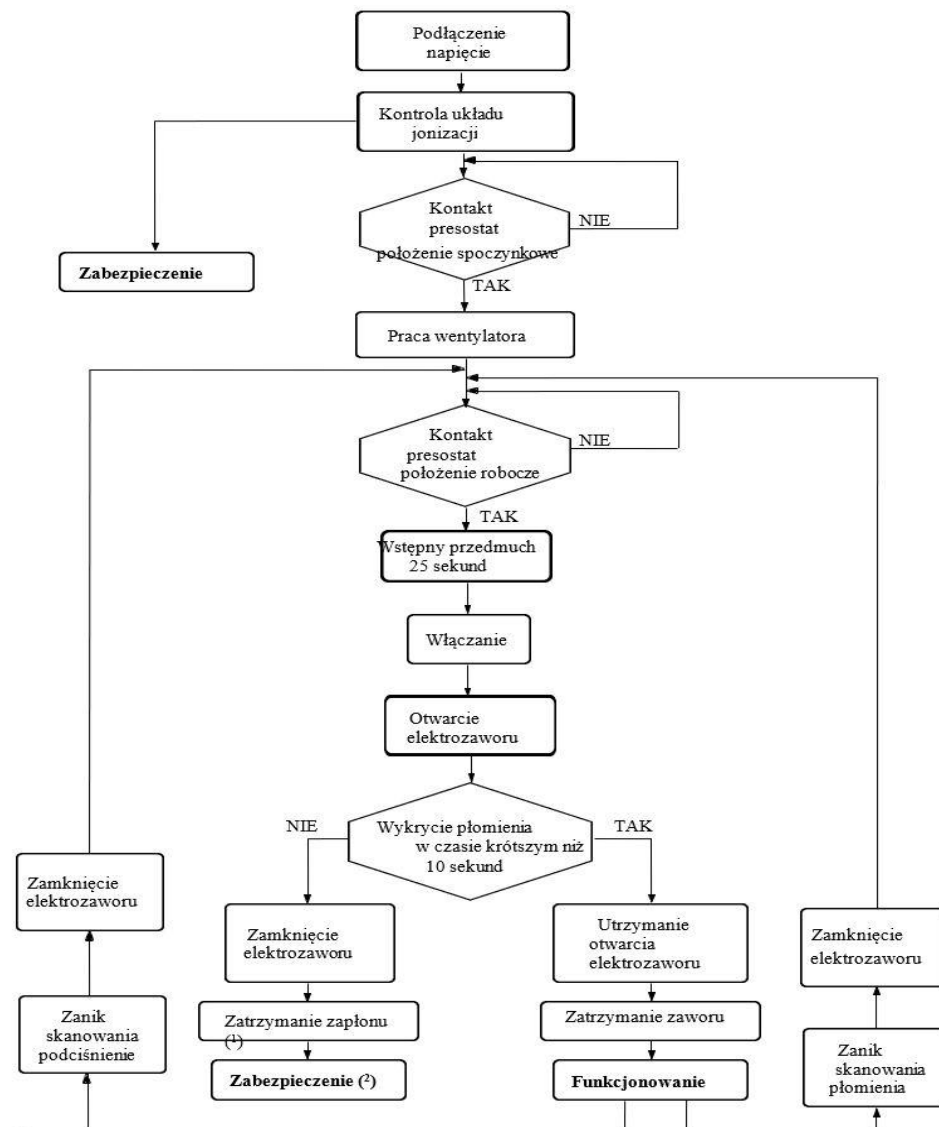 Podłączenie
napięcie
Kontrola układu
jonizacji
Kontakt
presostat
położenie spoczynkowe
NIE
Zabezpieczenie
TAK
Praca wentylatora
Kontakt
presostat
położenie robocze
NIE
TAK
Wstępny przedmuch
25 sekund
Włączanie
Otwarcie
elektrozaworu
NIE
Wykrycie płomienia
w czasie krótszym niż
10 sekund
TAK
Zamknięcie
elektrozaworu
Zamknięcie
elektrozaworu
Utrzymanie
otwarcia
elektrozaworu
Zamknięcie
elektrozaworu
Zanik
skanowania
podciśnienie
Zatrzymanie zapłonu
(¹)
Zatrzymanie zaworu
Zanik
skanowania
płomienia
Zabezpieczenie (²)
Funkcjonowanie